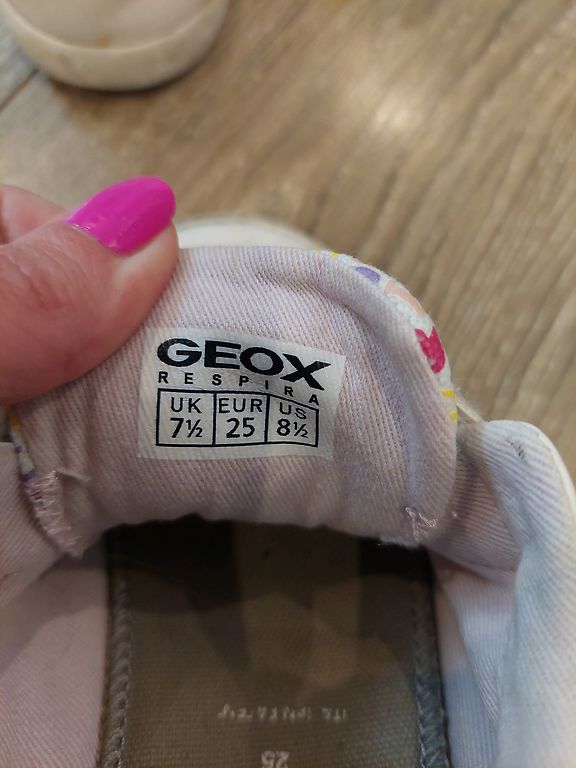 GEOX
RESPIRA
UK EUR US
7½ 25 8½
25